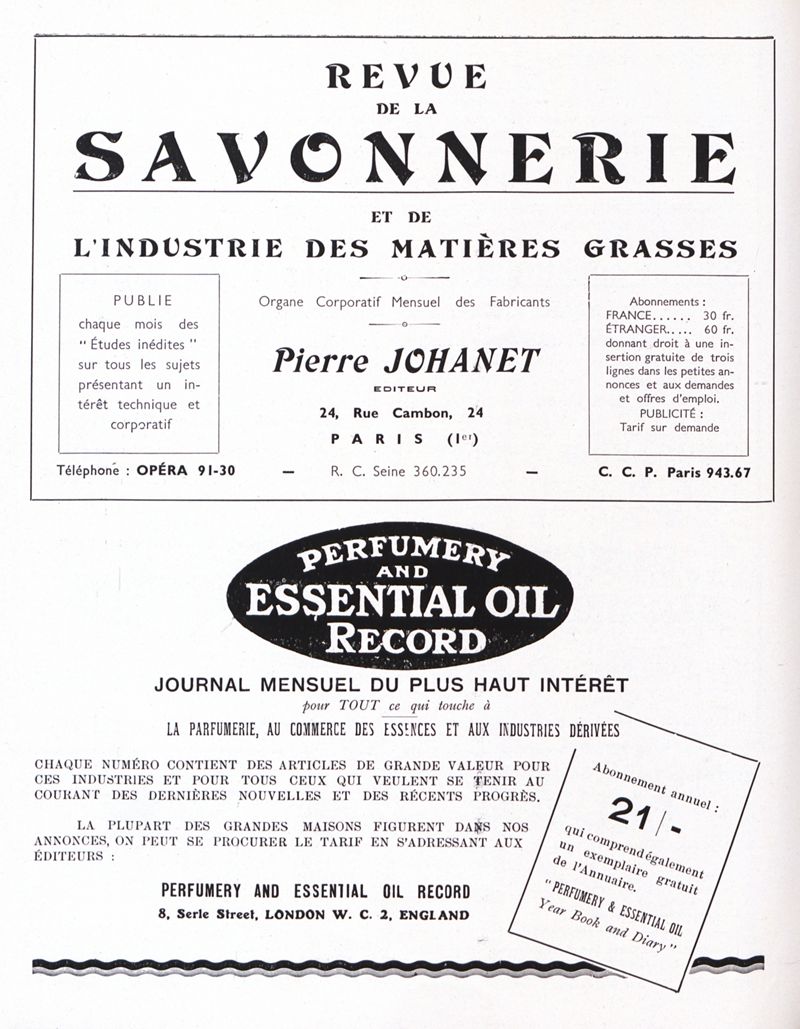 REVUE
DE LA
SAVONNERIE
ET DE
L'INDUSTRIE DES MATIÈRES GRASSES
PUBLIE
chaque mois des
" Études inédites "
sur tous les sujets
présentant un in-
térêt technique et
corporatif
Organe Corporatif Mensuel des Fabricants
Pierre JOHANET
EDITEUR
24, Rue Cambon, 24
PARIS (Ier)
Abonnements :
FRANCE...... 30 fr.
ÉTRANGER..... 60 fr.
donnant droit à une in-
sertion gratuite de trois
lignes dans les petites an-
nonces et aux demandes
et offres d'emploi.
PUBLICITÉ :
Tarif sur demande
Téléphone : OPÉRA 91-30 — R. C. Seine 360.235 — C. C. P. Paris 943.67
PERFUMERY
AND
ESSENTIAL OIL
RECORD
JOURNAL MENSUEL DU PLUS HAUT INTÉRÊT
pour TOUT ce qui touche à
LA PARFUMERIE, AU COMMERCE DES ESSENCES ET AUX INDUSTRIES DÉRIVÉES
CHAQUE NUMÉRO CONTIENT DES ARTICLES DE GRANDE VALEUR POUR
CES INDUSTRIES ET POUR TOUS CEUX QUI VEULENT SE TENIR AU
COURANT DES DERNIÈRES NOUVELLES ET DES RÉCENTS PROGRÈS.
LA PLUPART DES GRANDES MAISONS FIGURENT DANS NOS
ANNONCES, ON PEUT SE PROCURER LE TARIF EN S'ADRESSANT AUX
ÉDITEURS :
PERFUMERY AND ESSENTIAL OIL RECORD
8, Serle Street, LONDON W. C. 2, ENGLAND
Abonnement annuel :
21/-
qui comprend également
un exemplaire gratuit
de l'Annuaire.
"PERFUMERY & ESSENTIAL OIL
Year Book and Diary"